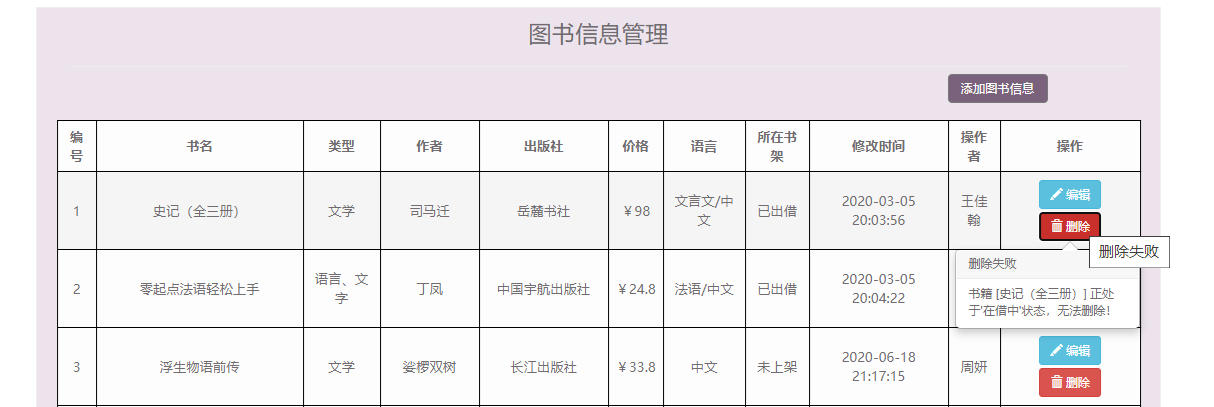 图书信息管理
添加图书信息
编号 书名 类型 作者 出版社 价格 语言 所在书架 修改时间 操作者 操作
1 史记（全三册） 文学 司马迁 岳麓书社 ￥98 文言文/中文 已出借 2020-03-05 20:03:56 王佳翰 编辑
删除
删除失败
删除失败
书籍 [史记（全三册）] 正处
于'在借中'状态，无法删除!
2 零起点法语轻松上手 语言、文字 丁凤 中国宇航出版社 ￥24.8 法语/中文 已出借 2020-03-05 20:04:22
3 浮生物语前传 文学 娑椤双树 长江出版社 ￥33.8 中文 未上架 2020-06-18 21:17:15 周妍 编辑
删除